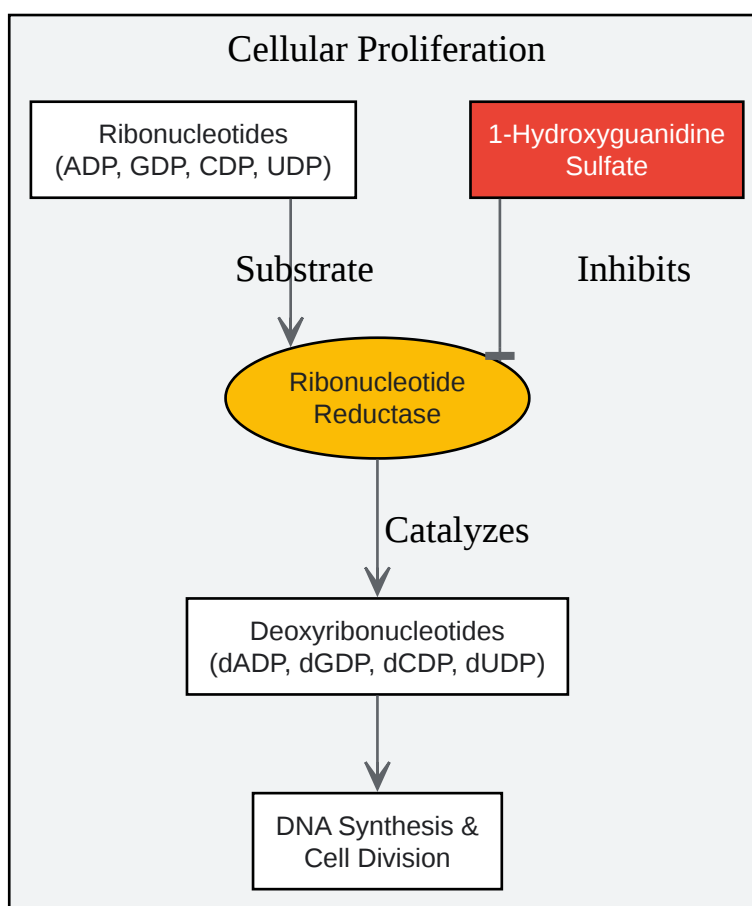 Cellular Proliferation
Ribonucleotides
(ADP, GDP, CDP, UDP)
1-Hydroxyguanidine
Sulfate
Substrate
Inhibits
Ribonucleotide
Reductase
Catalyzes
Deoxyribonucleotides
(dADP, dGDP, dCDP, dUDP)
DNA Synthesis &
Cell Division